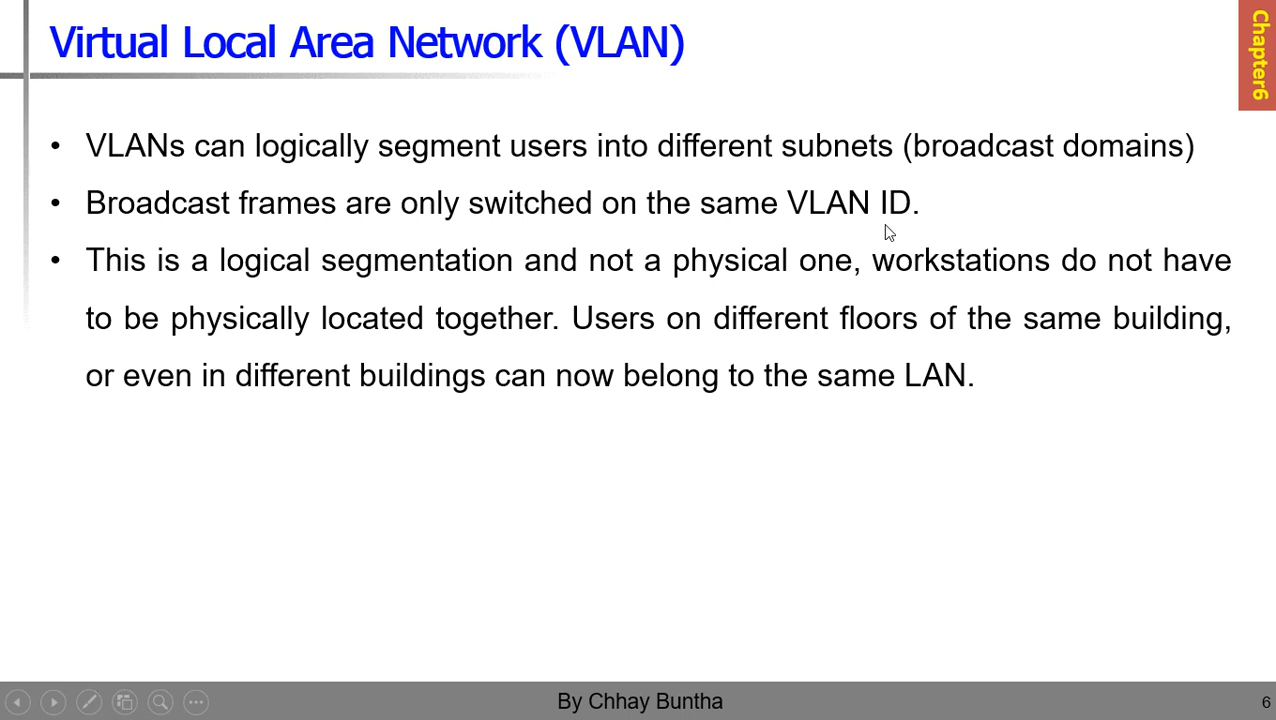 Virtual Local Area Network (VLAN)
Chapter6
• VLANs can logically segment users into different subnets (broadcast domains)
• Broadcast frames are only switched on the same VLAN ID.
• This is a logical segmentation and not a physical one, workstations do not have
to be physically located together. Users on different floors of the same building,
or even in different buildings can now belong to the same LAN.
By Chhay Buntha
6